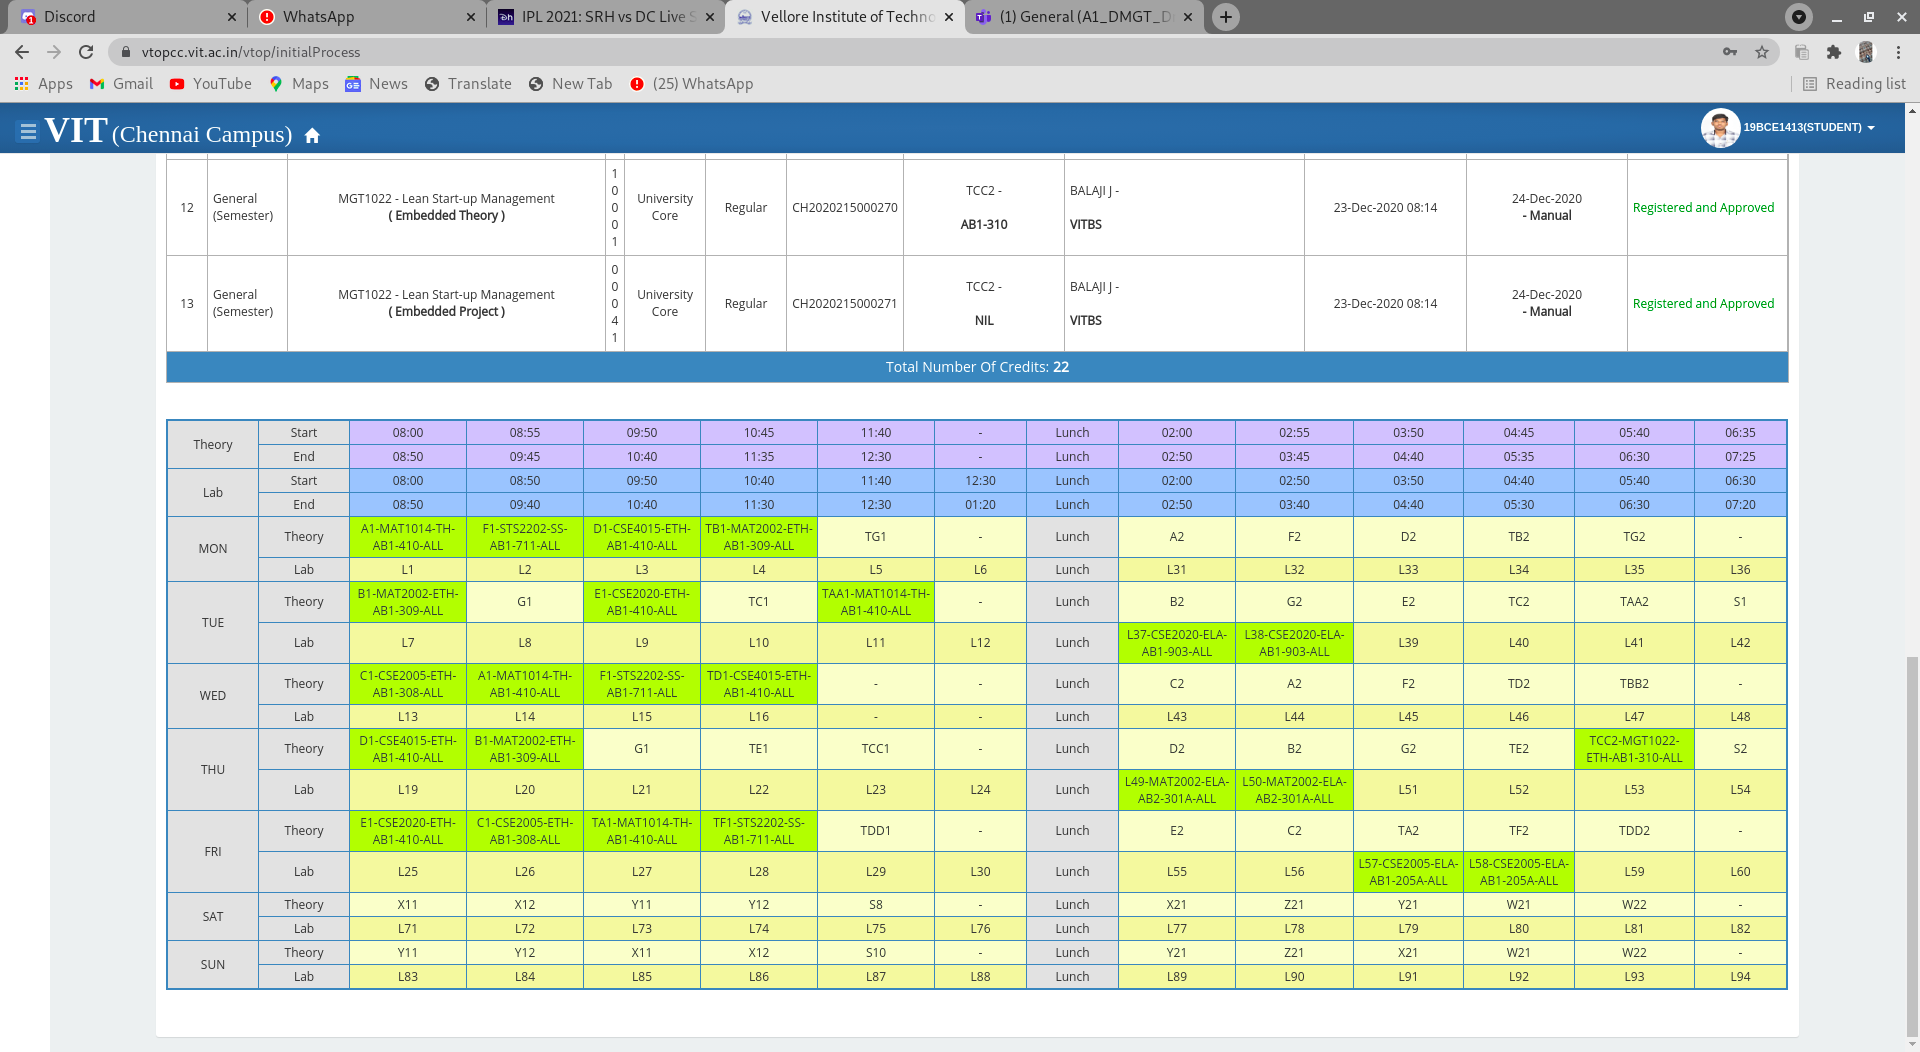 Discord
WhatsApp
IPL 2021: SRH vs DC Live S
Vellore Institute of Techno
(1) General (A1_DMGT_D
vtopcc.vit.ac.in/vtop/initialProcess
Apps Gmail YouTube Maps News Translate New Tab (25) WhatsApp Reading list
VIT (Chennai Campus) 19BCE1413(STUDENT)
12 General (Semester) MGT1022 - Lean Start-up Management ( Embedded Theory ) 1 0 0 0 1 University Core Regular CH2020215000270 TCC2 - AB1-310 BALAJI J - VITBS 23-Dec-2020 08:14 24-Dec-2020 - Manual Registered and Approved
13 General (Semester) MGT1022 - Lean Start-up Management ( Embedded Project ) 0 0 0 4 1 University Core Regular CH2020215000271 TCC2 - NIL BALAJI J - VITBS 23-Dec-2020 08:14 24-Dec-2020 - Manual Registered and Approved
Total Number Of Credits: 22
Theory Start 08:00 08:55 09:50 10:45 11:40 - Lunch 02:00 02:55 03:50 04:45 05:40 06:35
End 08:50 09:45 10:40 11:35 12:30 - Lunch 02:50 03:45 04:40 05:35 06:30 07:25
Lab Start 08:00 08:50 09:50 10:40 11:40 12:30 Lunch 02:00 02:50 03:50 04:40 05:40 06:30
End 08:50 09:40 10:40 11:30 12:30 01:20 Lunch 02:50 03:40 04:40 05:30 06:30 07:20
MON Theory A1-MAT1014-TH-AB1-410-ALL F1-STS2202-SS-AB1-711-ALL D1-CSE4015-ETH-AB1-410-ALL TB1-MAT2002-ETH-AB1-309-ALL TG1 - Lunch A2 F2 D2 TB2 TG2 -
Lab L1 L2 L3 L4 L5 L6 Lunch L31 L32 L33 L34 L35 L36
TUE Theory B1-MAT2002-ETH-AB1-309-ALL G1 E1-CSE2020-ETH-AB1-410-ALL TC1 TAA1-MAT1014-TH-AB1-410-ALL - Lunch B2 G2 E2 TC2 TAA2 S1
Lab L7 L8 L9 L10 L11 L12 Lunch L37-CSE2020-ELA-AB1-903-ALL L38-CSE2020-ELA-AB1-903-ALL L39 L40 L41 L42
WED Theory C1-CSE2005-ETH-AB1-308-ALL A1-MAT1014-TH-AB1-410-ALL F1-STS2202-SS-AB1-711-ALL TD1-CSE4015-ETH-AB1-410-ALL - - Lunch C2 A2 F2 TD2 TBB2 -
Lab L13 L14 L15 L16 - - Lunch L43 L44 L45 L46 L47 L48
THU Theory D1-CSE4015-ETH-AB1-410-ALL B1-MAT2002-ETH-AB1-309-ALL G1 TE1 TCC1 - Lunch D2 B2 G2 TE2 TCC2-MGT1022-ETH-AB1-310-ALL S2
Lab L19 L20 L21 L22 L23 L24 Lunch L49-MAT2002-ELA-AB2-301A-ALL L50-MAT2002-ELA-AB2-301A-ALL L51 L52 L53 L54
FRI Theory E1-CSE2020-ETH-AB1-410-ALL C1-CSE2005-ETH-AB1-308-ALL TA1-MAT1014-TH-AB1-410-ALL TF1-STS2202-SS-AB1-711-ALL TDD1 - Lunch E2 C2 TA2 TF2 TDD2 -
Lab L25 L26 L27 L28 L29 L30 Lunch L55 L56 L57-CSE2005-ELA-AB1-205A-ALL L58-CSE2005-ELA-AB1-205A-ALL L59 L60
SAT Theory X11 X12 Y11 Y12 S8 - Lunch X21 Z21 Y21 W21 W22 -
Lab L71 L72 L73 L74 L75 L76 Lunch L77 L78 L79 L80 L81 L82
SUN Theory Y11 Y12 X11 X12 S10 - Lunch Y21 Z21 X21 W21 W22 -
Lab L83 L84 L85 L86 L87 L88 Lunch L89 L90 L91 L92 L93 L94